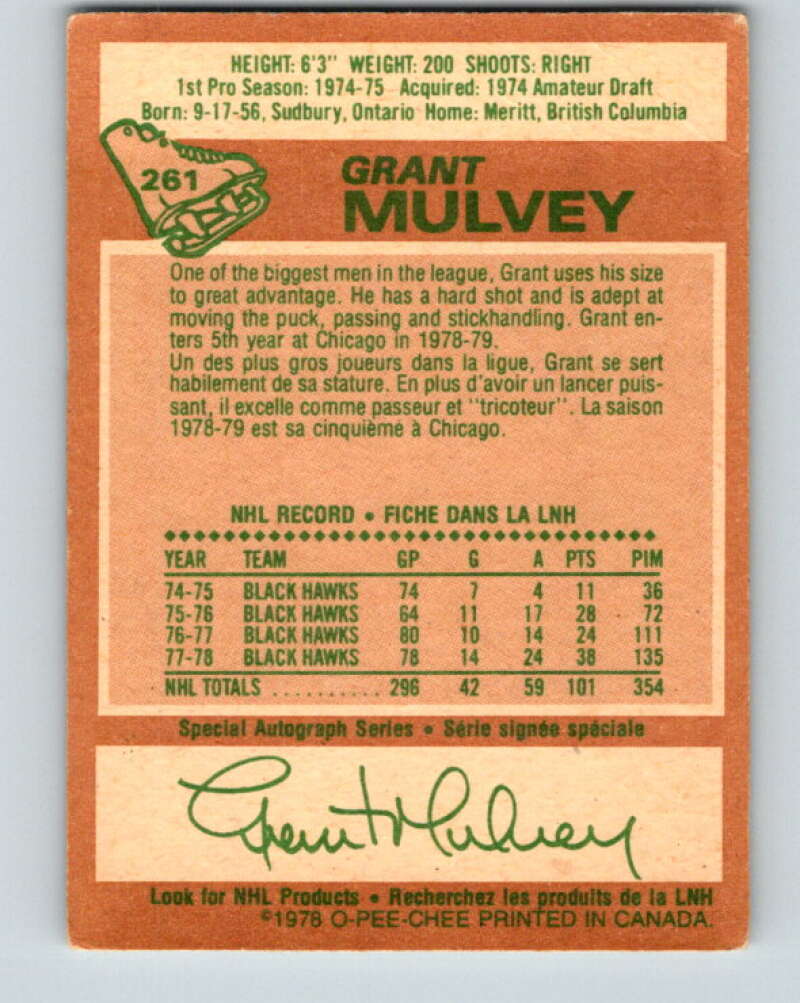 HEIGHT: 6'3" WEIGHT: 200 SHOOTS: RIGHT
1st Pro Season: 1974-75 Acquired: 1974 Amateur Draft
Born: 9-17-56, Sudbury, Ontario Home: Meritt, British Columbia
261
GRANT
MULVEY
One of the biggest men in the league, Grant uses his size
to great advantage. He has a hard shot and is adept at
moving the puck, passing and stickhandling. Grant en-
ters 5th year at Chicago in 1978-79.
Un des plus gros joueurs dans la ligue, Grant se sert
habilement de sa stature. En plus d'avoir un lancer puis-
sant, il excelle comme passeur et "tricoteur". La saison
1978-79 est sa cinquième à Chicago.
NHL RECORD • FICHE DANS LA LNH
YEAR TEAM GP G A PTS PIM
74-75 BLACK HAWKS 74 7 4 11 36
75-76 BLACK HAWKS 64 11 17 28 72
76-77 BLACK HAWKS 80 10 14 24 111
77-78 BLACK HAWKS 78 14 24 38 135
NHL TOTALS .......... 296 42 59 101 354
Special Autograph Series • Série signée spéciale
Grant Mulvey
Look for NHL Products • Recherchez les produits de la LNH
©1978 O-PEE-CHEE PRINTED IN CANADA.